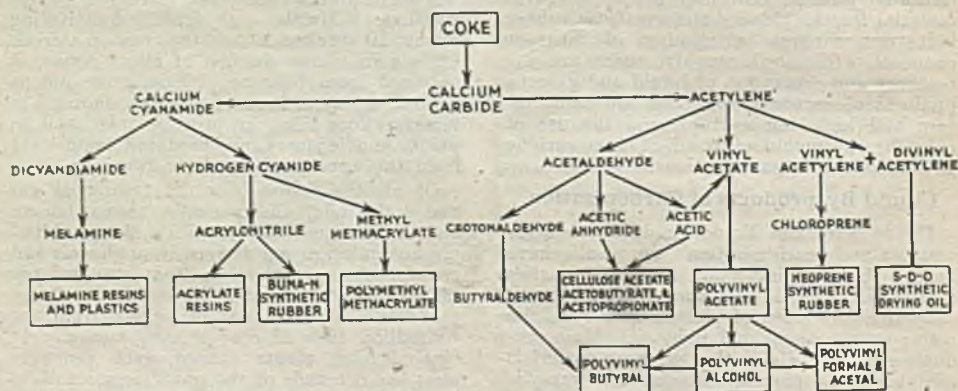 COKE
CALCIUM
CYANAMIDE
CALCIUM
CARBIDE
ACETYLENE
DICYANDIAMIDE
HYDROGEN CYANIDE
ACETALDEHYDE
VINYL
ACETATE
VINYL
ACETYLENE
+
DIVINYL
ACETYLENE
MELAMINE
ACRYLONITRILE
METHYL
METHACRYLATE
CROTONALDEHYDE
ACETIC
ANHYDRIDE
ACETIC
ACID
CHLOROPRENE
MELAMINE RESINS
AND PLASTICS
ACRYLATE
RESINS
BUNA-N
SYNTHETIC
RUBBER
POLYMETHYL
METHACRYLATE
BUTYRALDEHYDE
CELLULOSE ACETATE
ACETOBUTYRATE, &
ACETOPROPIONATE
POLYVINYL
ACETATE
NEOPRENE
SYNTHETIC
RUBBER
S-D-O
SYNTHETIC
DRYING OIL
POLYVINYL
BUTYRAL
POLYVINYL
ALCOHOL
POLYVINYL
FORMAL &
ACETAL